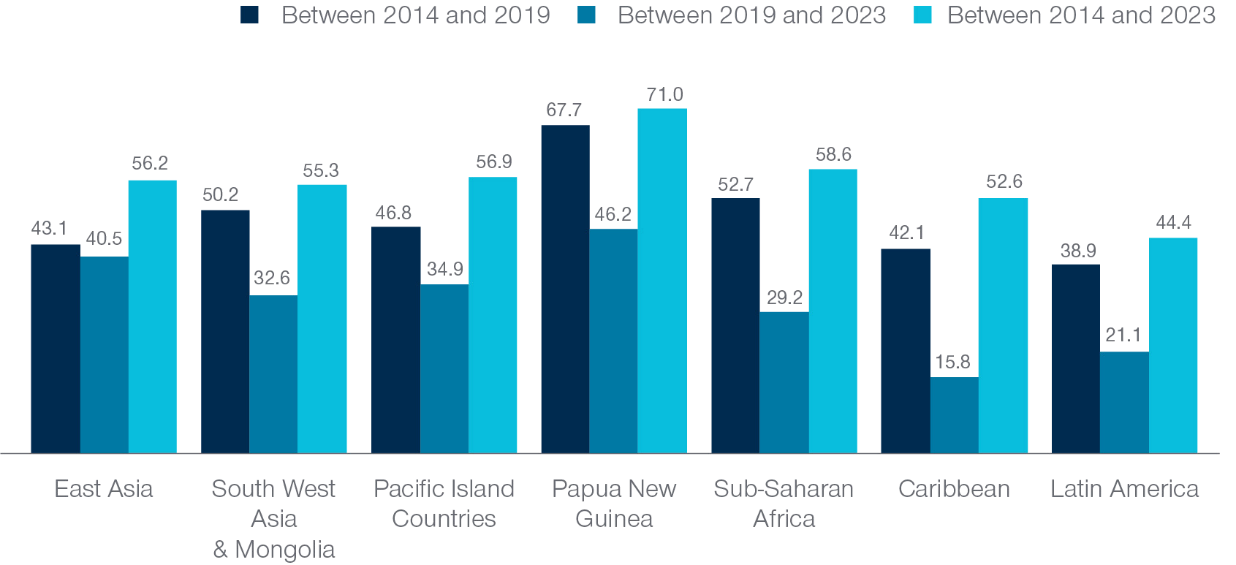 Between 2014 and 2019 Between 2019 and 2023 Between 2014 and 2023
43.1 40.5 56.2
50.2 32.6 55.3
46.8 34.9 56.9
67.7 46.2 71.0
52.7 29.2 58.6
42.1 15.8 52.6
38.9 21.1 44.4
East Asia
South West
Asia
& Mongolia
Pacific Island
Countries
Papua New
Guinea
Sub-Saharan
Africa
Caribbean
Latin America